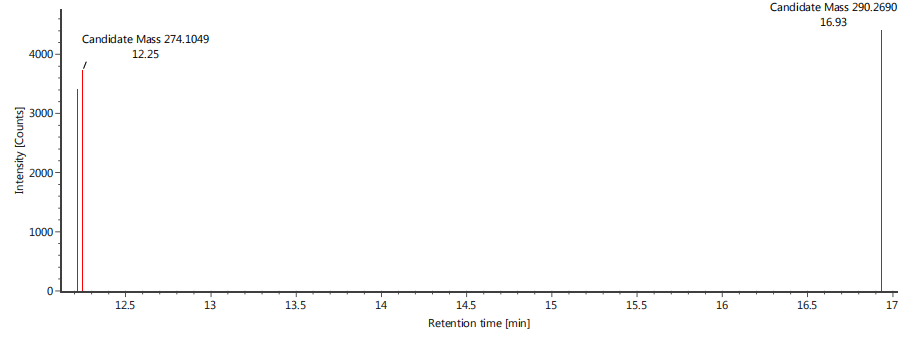 Candidate Mass 290.2690
16.93
Candidate Mass 274.1049
12.25
4000
3000
2000
1000
0
Intensity [Counts]
12.5 13 13.5 14 14.5 15 15.5 16 16.5 17
Retention time [min]